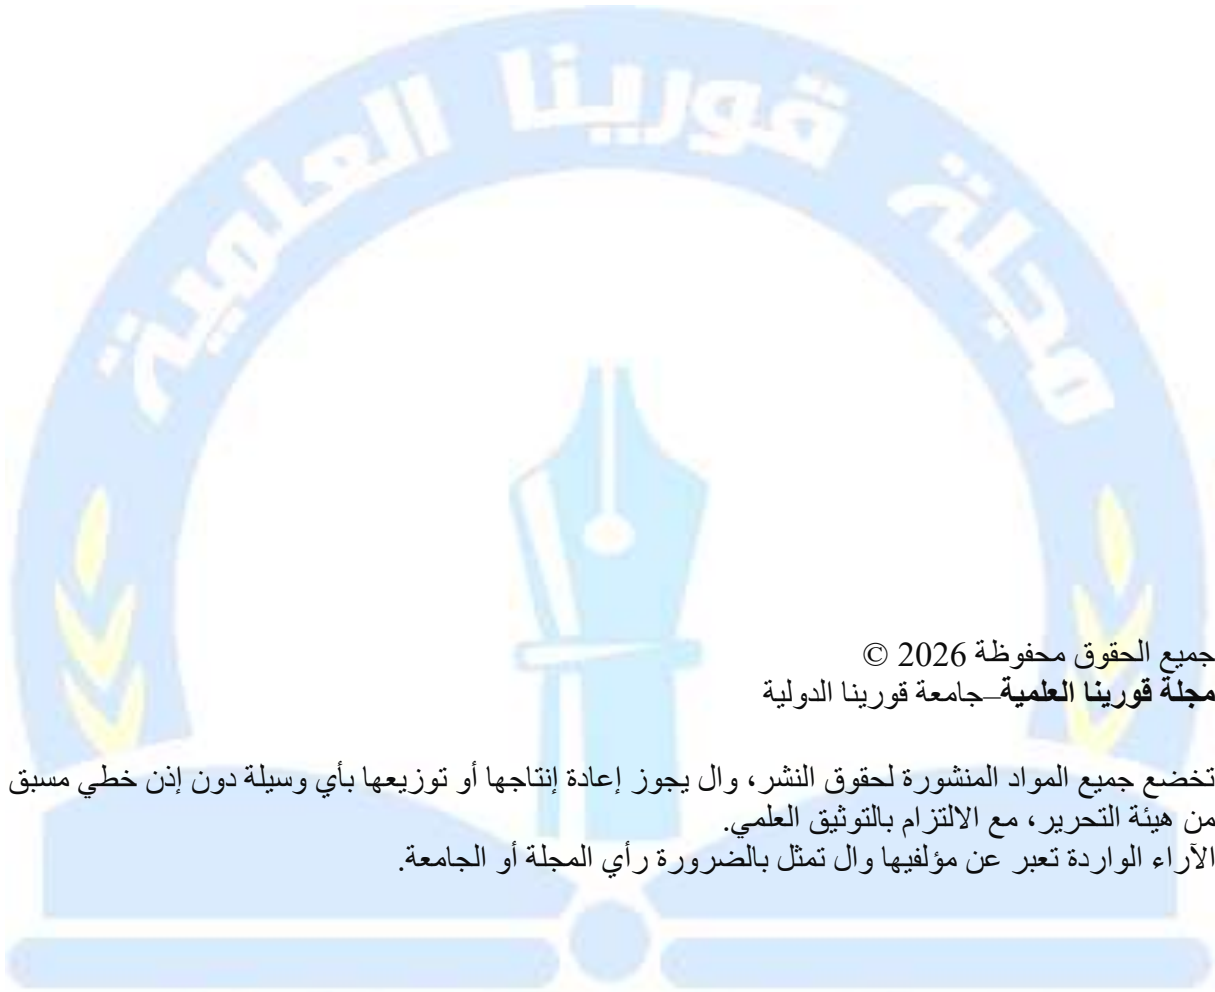 مجلة قورينا العلمية
جميع الحقوق محفوظة 2026 ©
مجلة قورينا العلمية–جامعة قورينا الدولية
تخضع جميع المواد المنشورة لحقوق النشر، وال يجوز إعادة إنتاجها أو توزيعها بأي وسيلة دون إذن خطي مسبق
من هيئة التحرير، مع الالتزام بالتوثيق العلمي.
الآراء الواردة تعبر عن مؤلفيها وال تمثل بالضرورة رأي المجلة أو الجامعة.